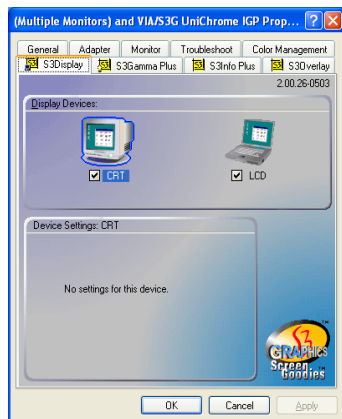 (Multiple Monitors) and VIA/S3G UniChrome IGP Prop...
General Adapter Monitor Troubleshoot Color Management
S3Display S3Gamma Plus S3Info Plus S3Overlay
2.00.26-0503
Display Devices:
CRT LCD
Device Settings: CRT
No settings for this device.
S3
GRAPHICS
Screen
Goodies
OK Cancel Apply